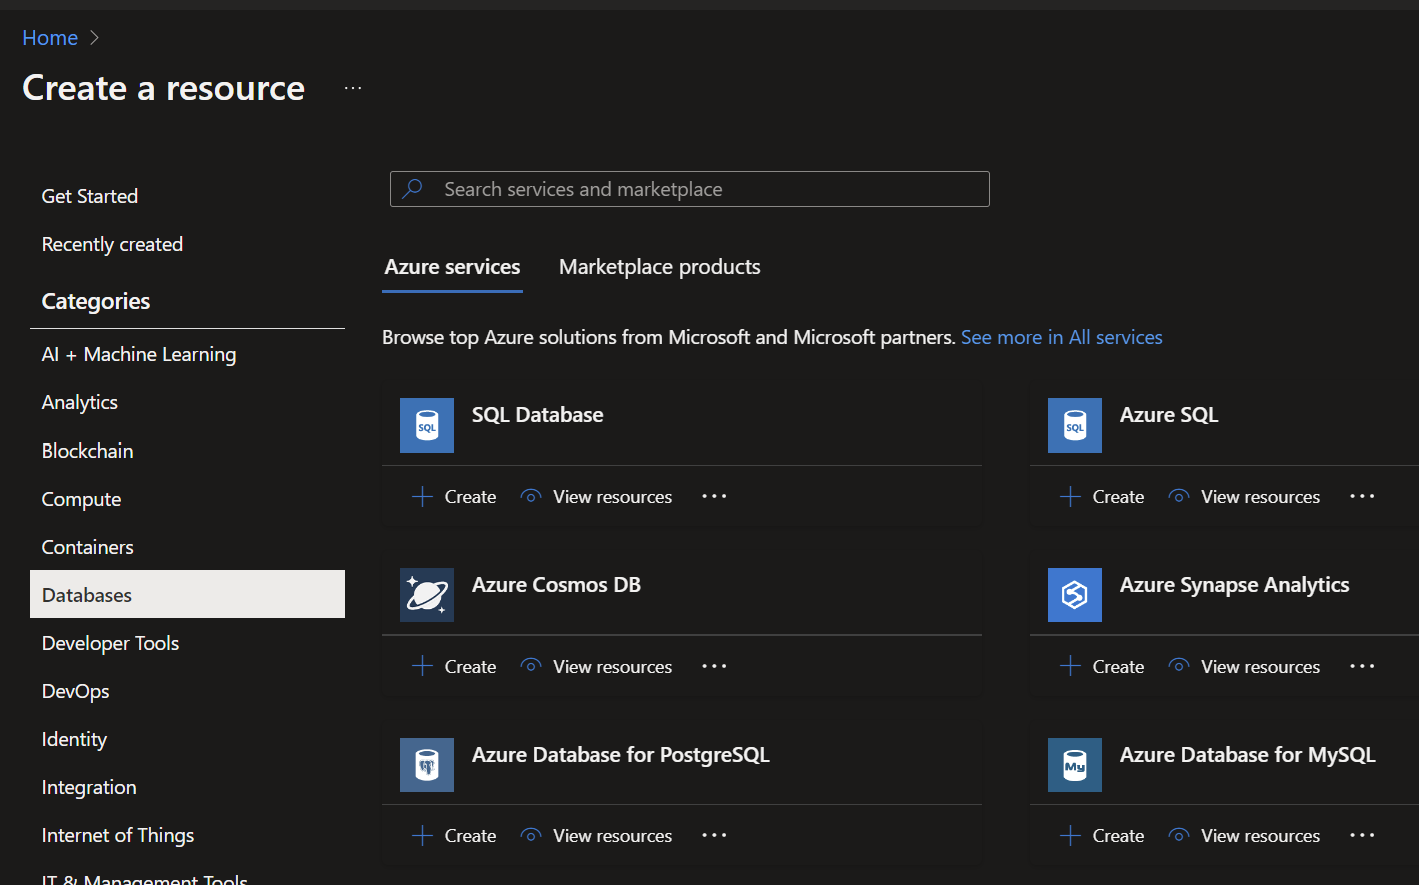 Home
Create a resource
Get Started
Recently created
Categories
AI + Machine Learning
Analytics
Blockchain
Compute
Containers
Databases
Developer Tools
DevOps
Identity
Integration
Internet of Things
IT & Management Tools
Search services and marketplace
Azure services Marketplace products
Browse top Azure solutions from Microsoft and Microsoft partners. See more in All services
SQL SQL Database
Create View resources
SQL Azure SQL
Create View resources
Azure Cosmos DB
Create View resources
Azure Synapse Analytics
Create View resources
Azure Database for PostgreSQL
Create View resources
My Azure Database for MySQL
Create View resources